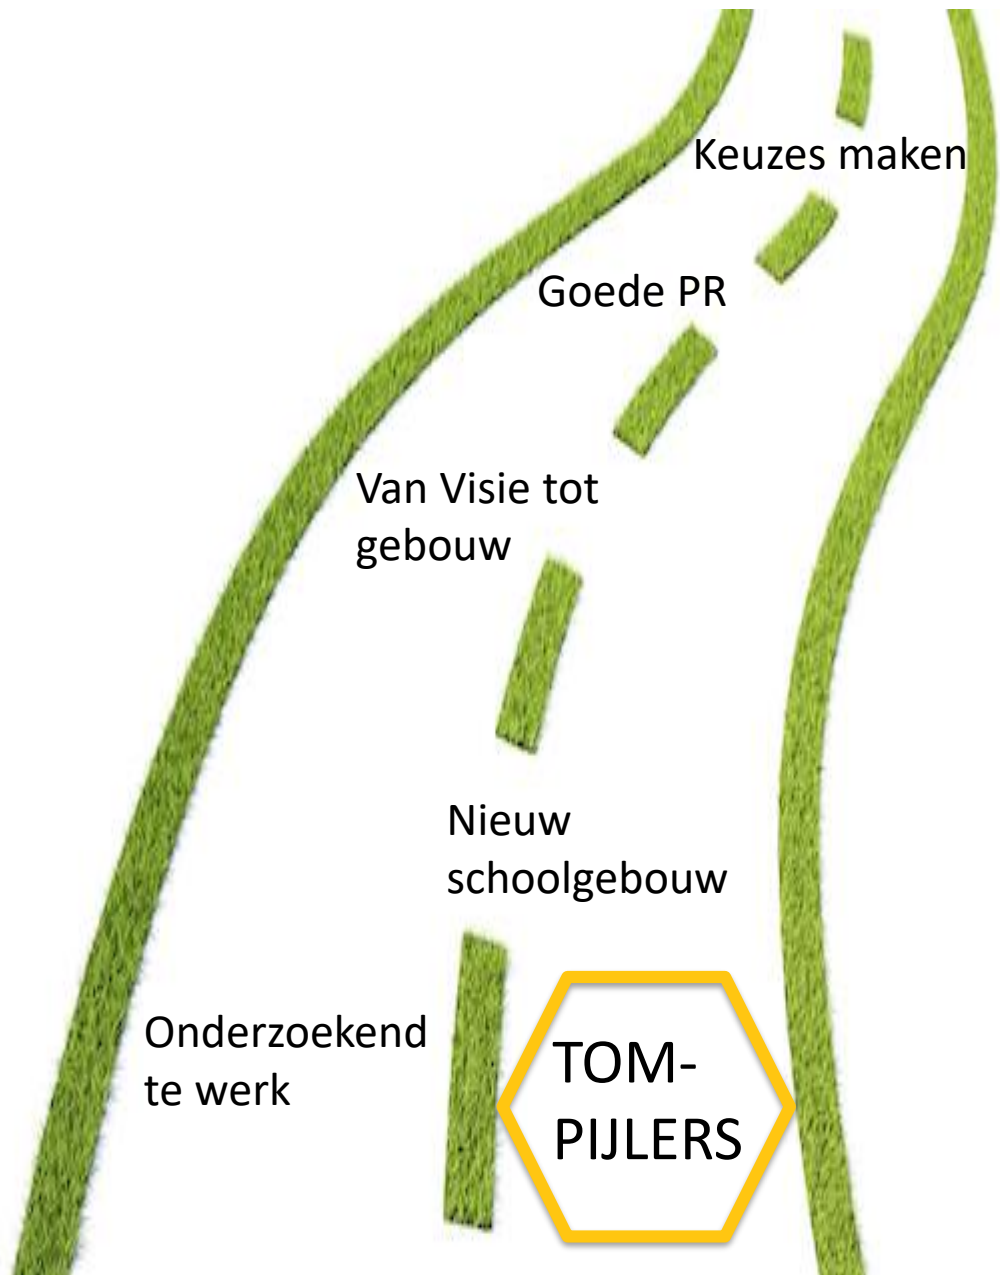 Keuzes maken
Goede PR
Van Visie tot
gebouw
Nieuw
schoolgebouw
Onderzoekend
te werk
TOM-
PIJLERS